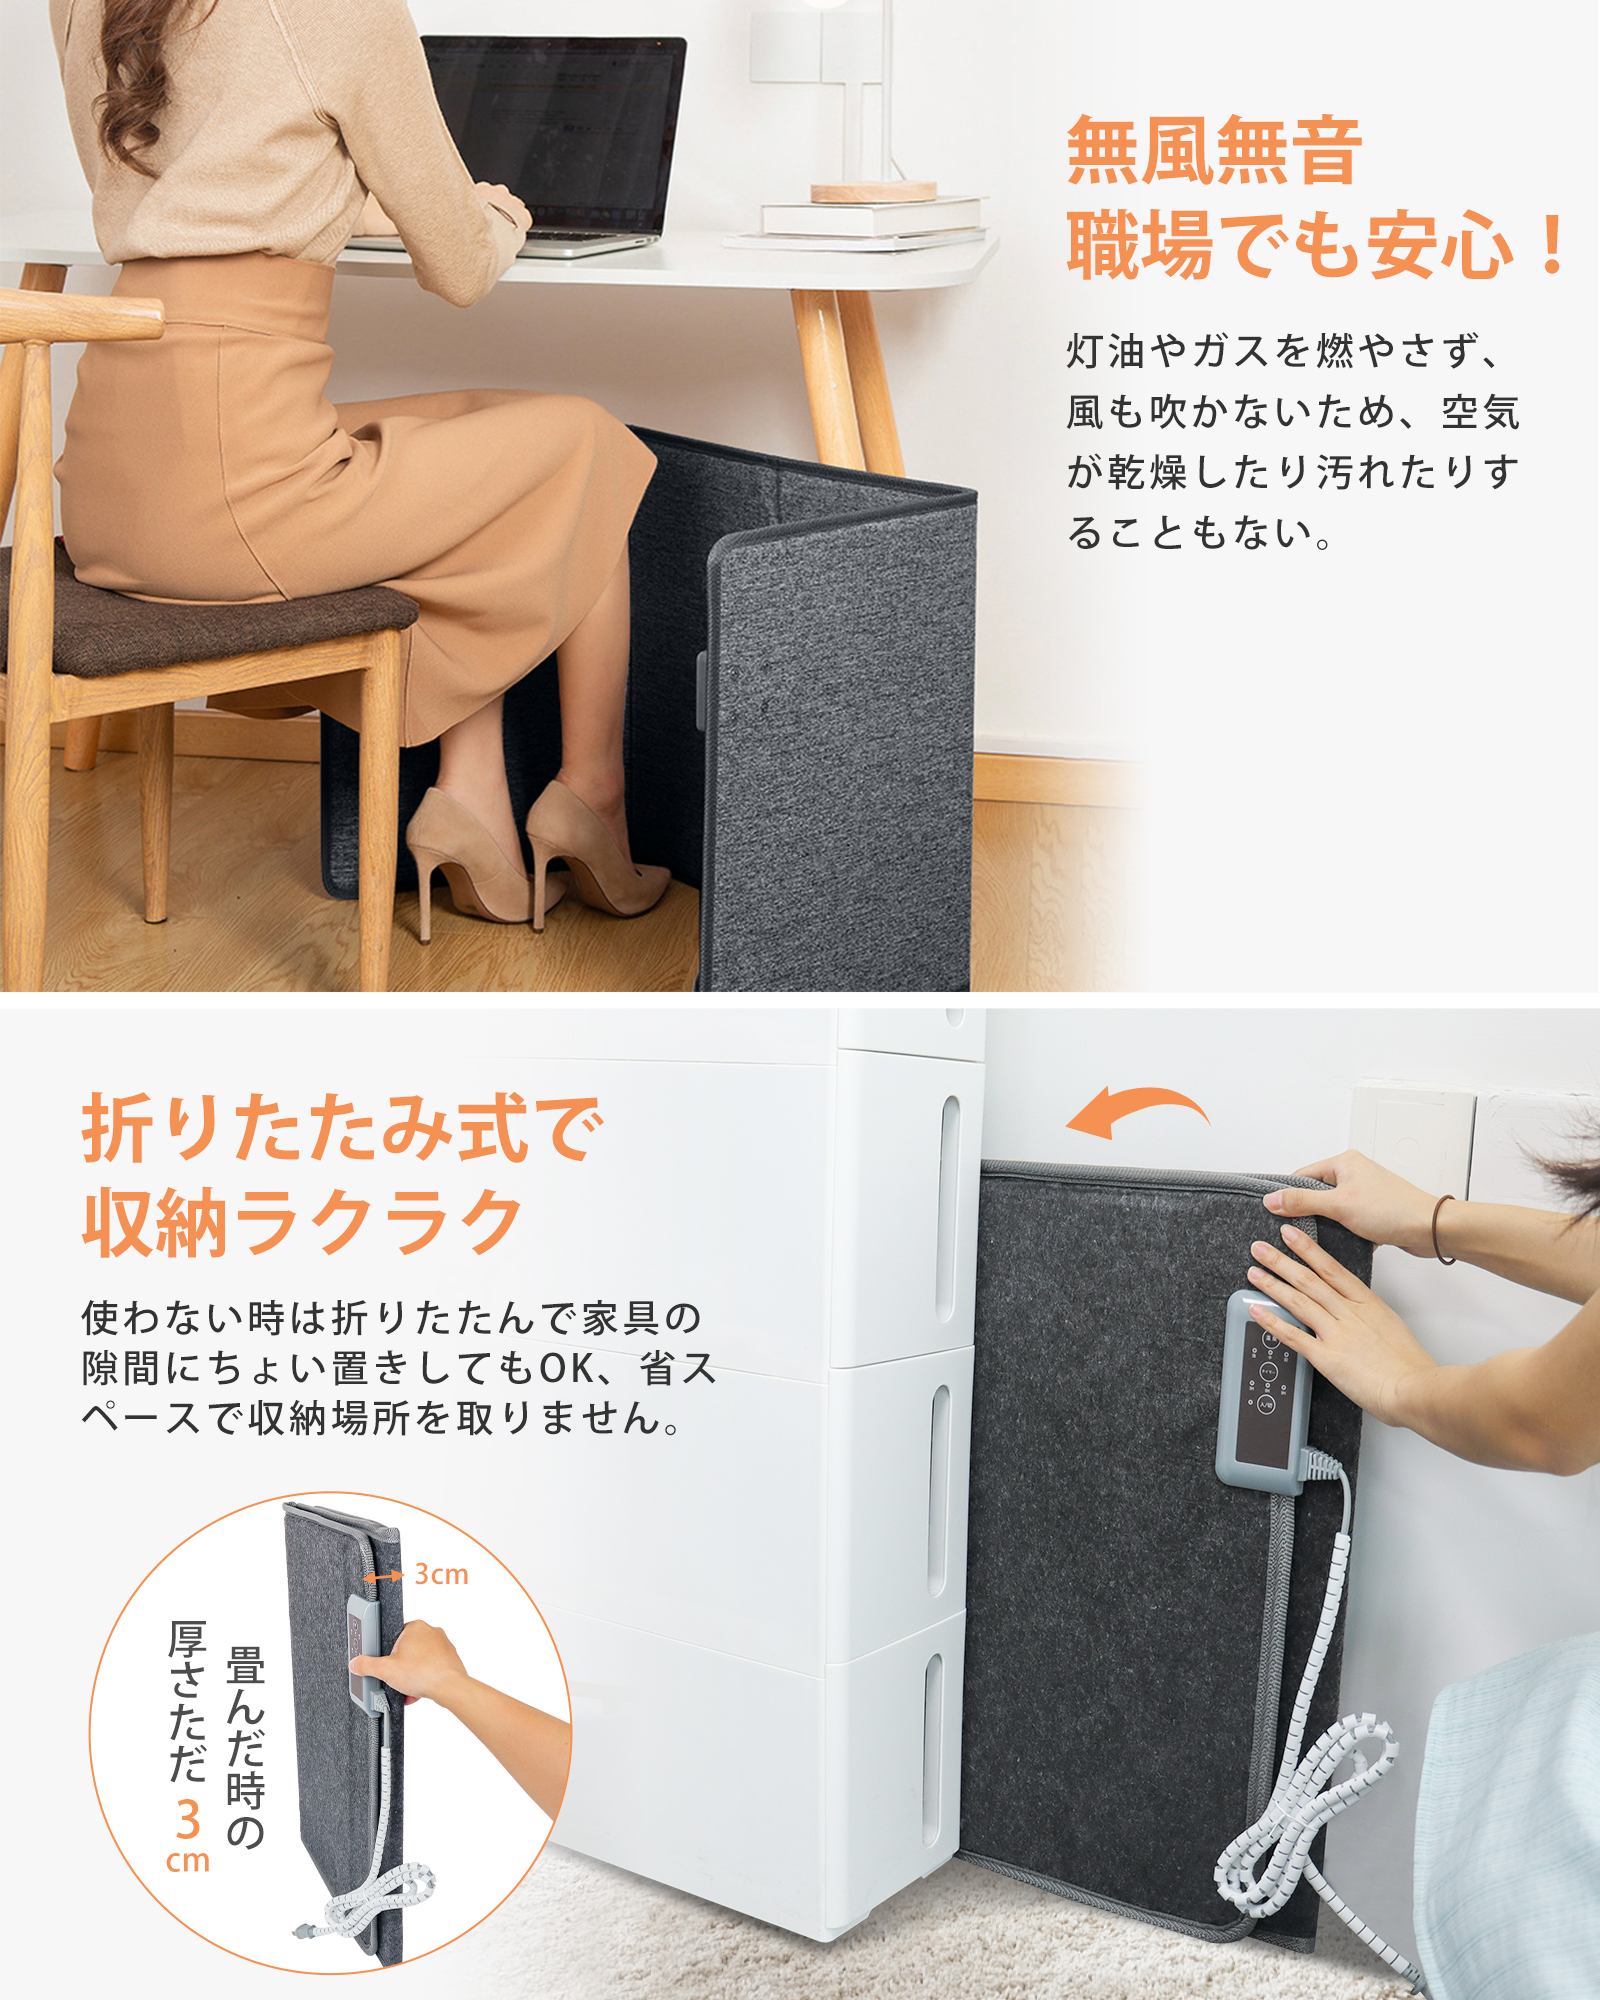 無風無音
職場でも安心！
灯油やガスを燃やさず、
風も吹かないため、空気
が乾燥したり汚れたりす
ることもない。
折りたたみ式で
収納ラクラク
使わない時は折りたたんで家具の
隙間にちょい置きしてもOK、省ス
ペースで収納場所を取りません。
3cm
畳んだ時の
厚さただ3cm
入/切